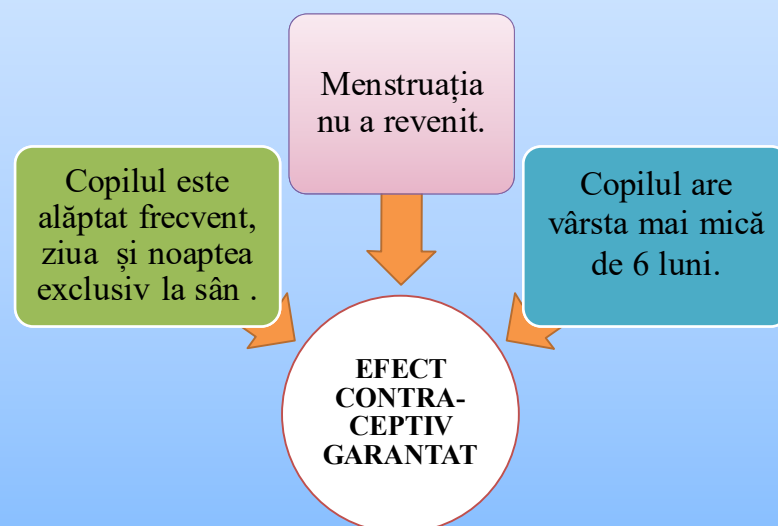 Menstruația
nu a revenit.
Copilul este
alăptat frecvent,
ziua și noaptea
exclusiv la sân .
Copilul are
vârsta mai mică
de 6 luni.
EFECT
CONTRA-
CEPTIV
GARANTAT